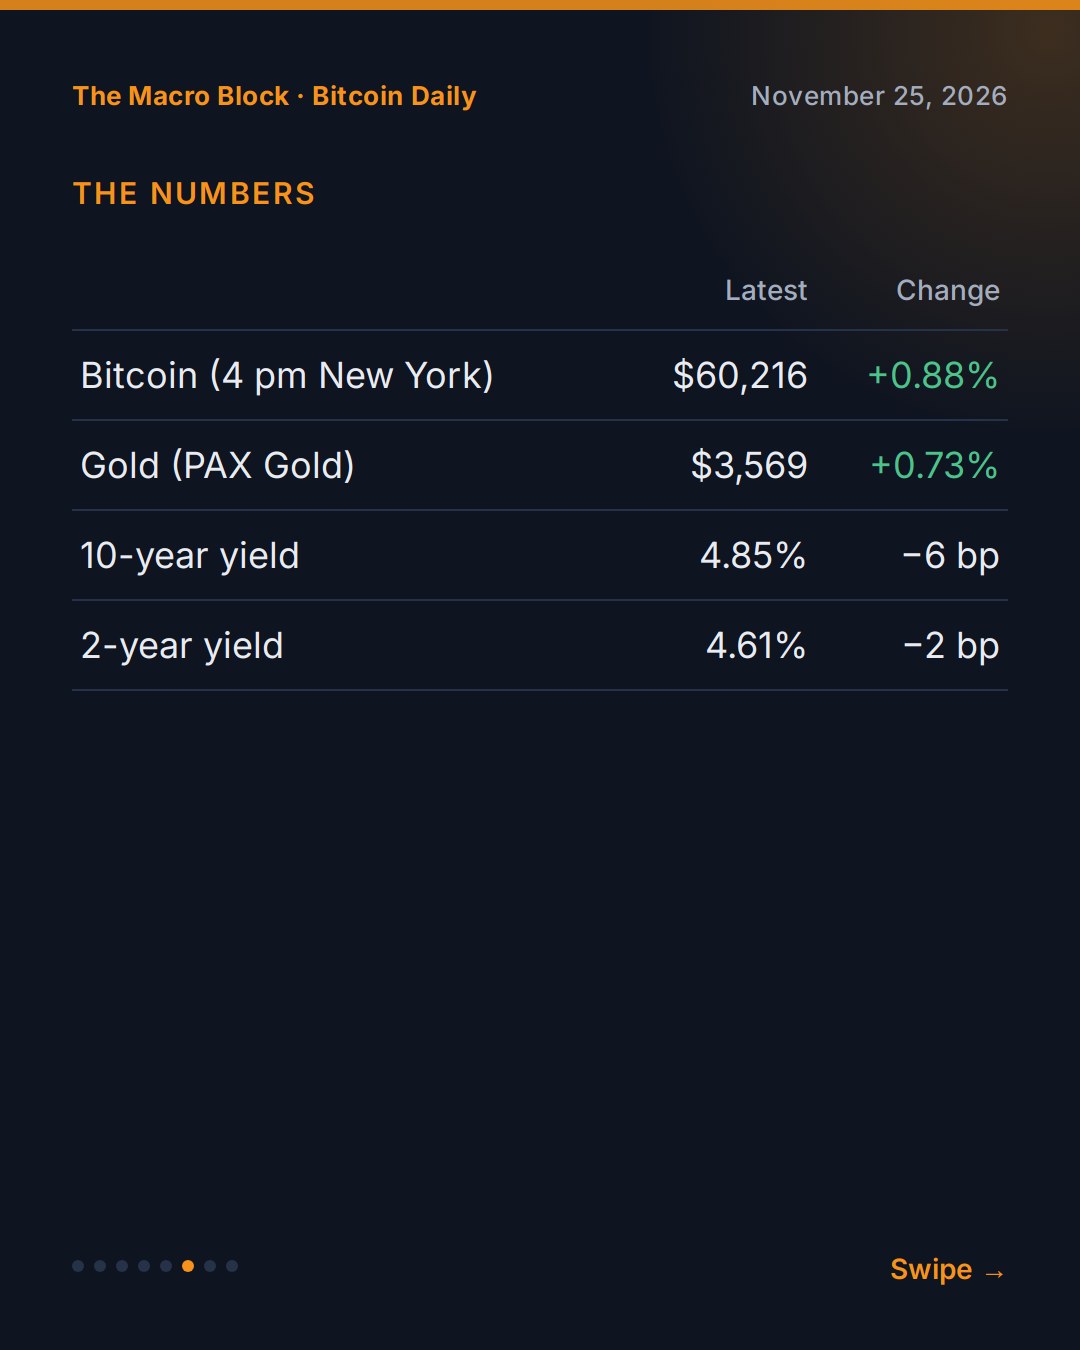 The Macro Block · Bitcoin Daily November 25, 2026
THE NUMBERS
Latest Change
Bitcoin (4 pm New York) $60,216 +0.88%
Gold (PAX Gold) $3,569 +0.73%
10-year yield 4.85% −6 bp
2-year yield 4.61% −2 bp
Swipe →